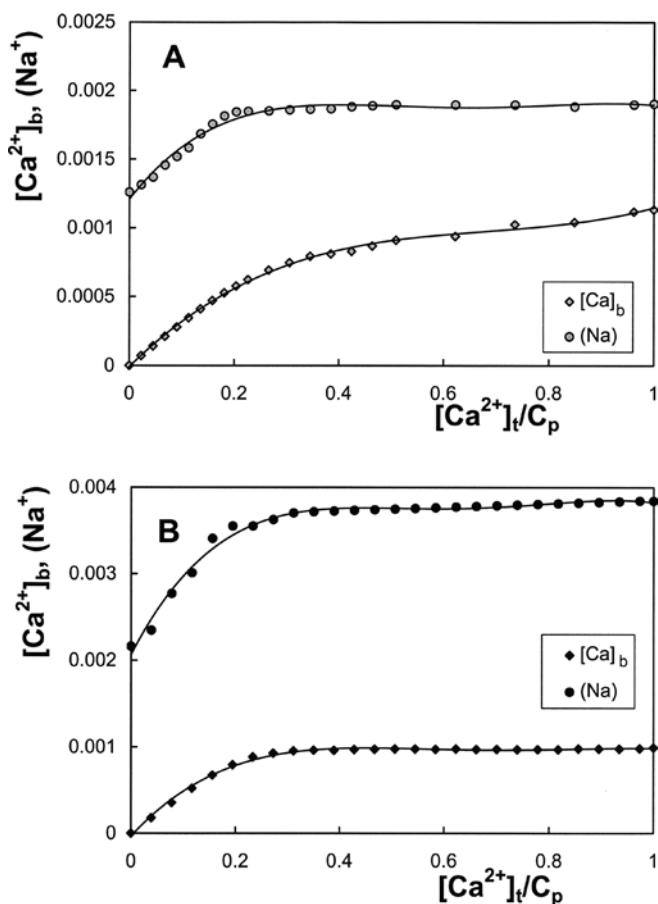 A
[Ca²⁺]b, (Na⁺)
0.0025
0.002
0.0015
0.001
0.0005
0
0 0.2 0.4 0.6 0.8 1
[Ca]b
(Na)
[Ca²⁺]t/Cp
B
[Ca²⁺]b, (Na⁺)
0.004
0.003
0.002
0.001
0
0 0.2 0.4 0.6 0.8 1
[Ca]b
(Na)
[Ca²⁺]t/Cp